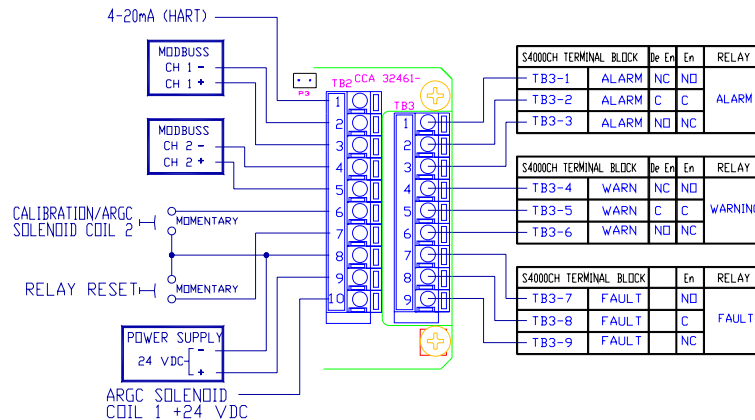 4-20mA (HART)
MODBUSS
CH 1 -
CH 1 +
MODBUSS
CH 2 -
CH 2 +
CALIBRATION/ARGC
SOLENOID COIL 2
MOMENTARY
RELAY RESET
MOMENTARY
POWER SUPPLY
24 VDC
-
+
ARGC SOLENOID
COIL 1 +24 VDC
P3
CCA 32461-
TB2
1
2
3
4
5
6
7
8
9
10
TB3
1
2
3
4
5
6
7
8
9
S4000CH TERMINAL BLOCK De En En RELAY
TB3-1 ALARM NC NO
TB3-2 ALARM C C
TB3-3 ALARM NO NC
ALARM
S4000CH TERMINAL BLOCK De En En RELAY
TB3-4 WARN NC NO
TB3-5 WARN C C
TB3-6 WARN NO NC
WARNING
S4000CH TERMINAL BLOCK En RELAY
TB3-7 FAULT NO
TB3-8 FAULT C
TB3-9 FAULT NC
FAULT